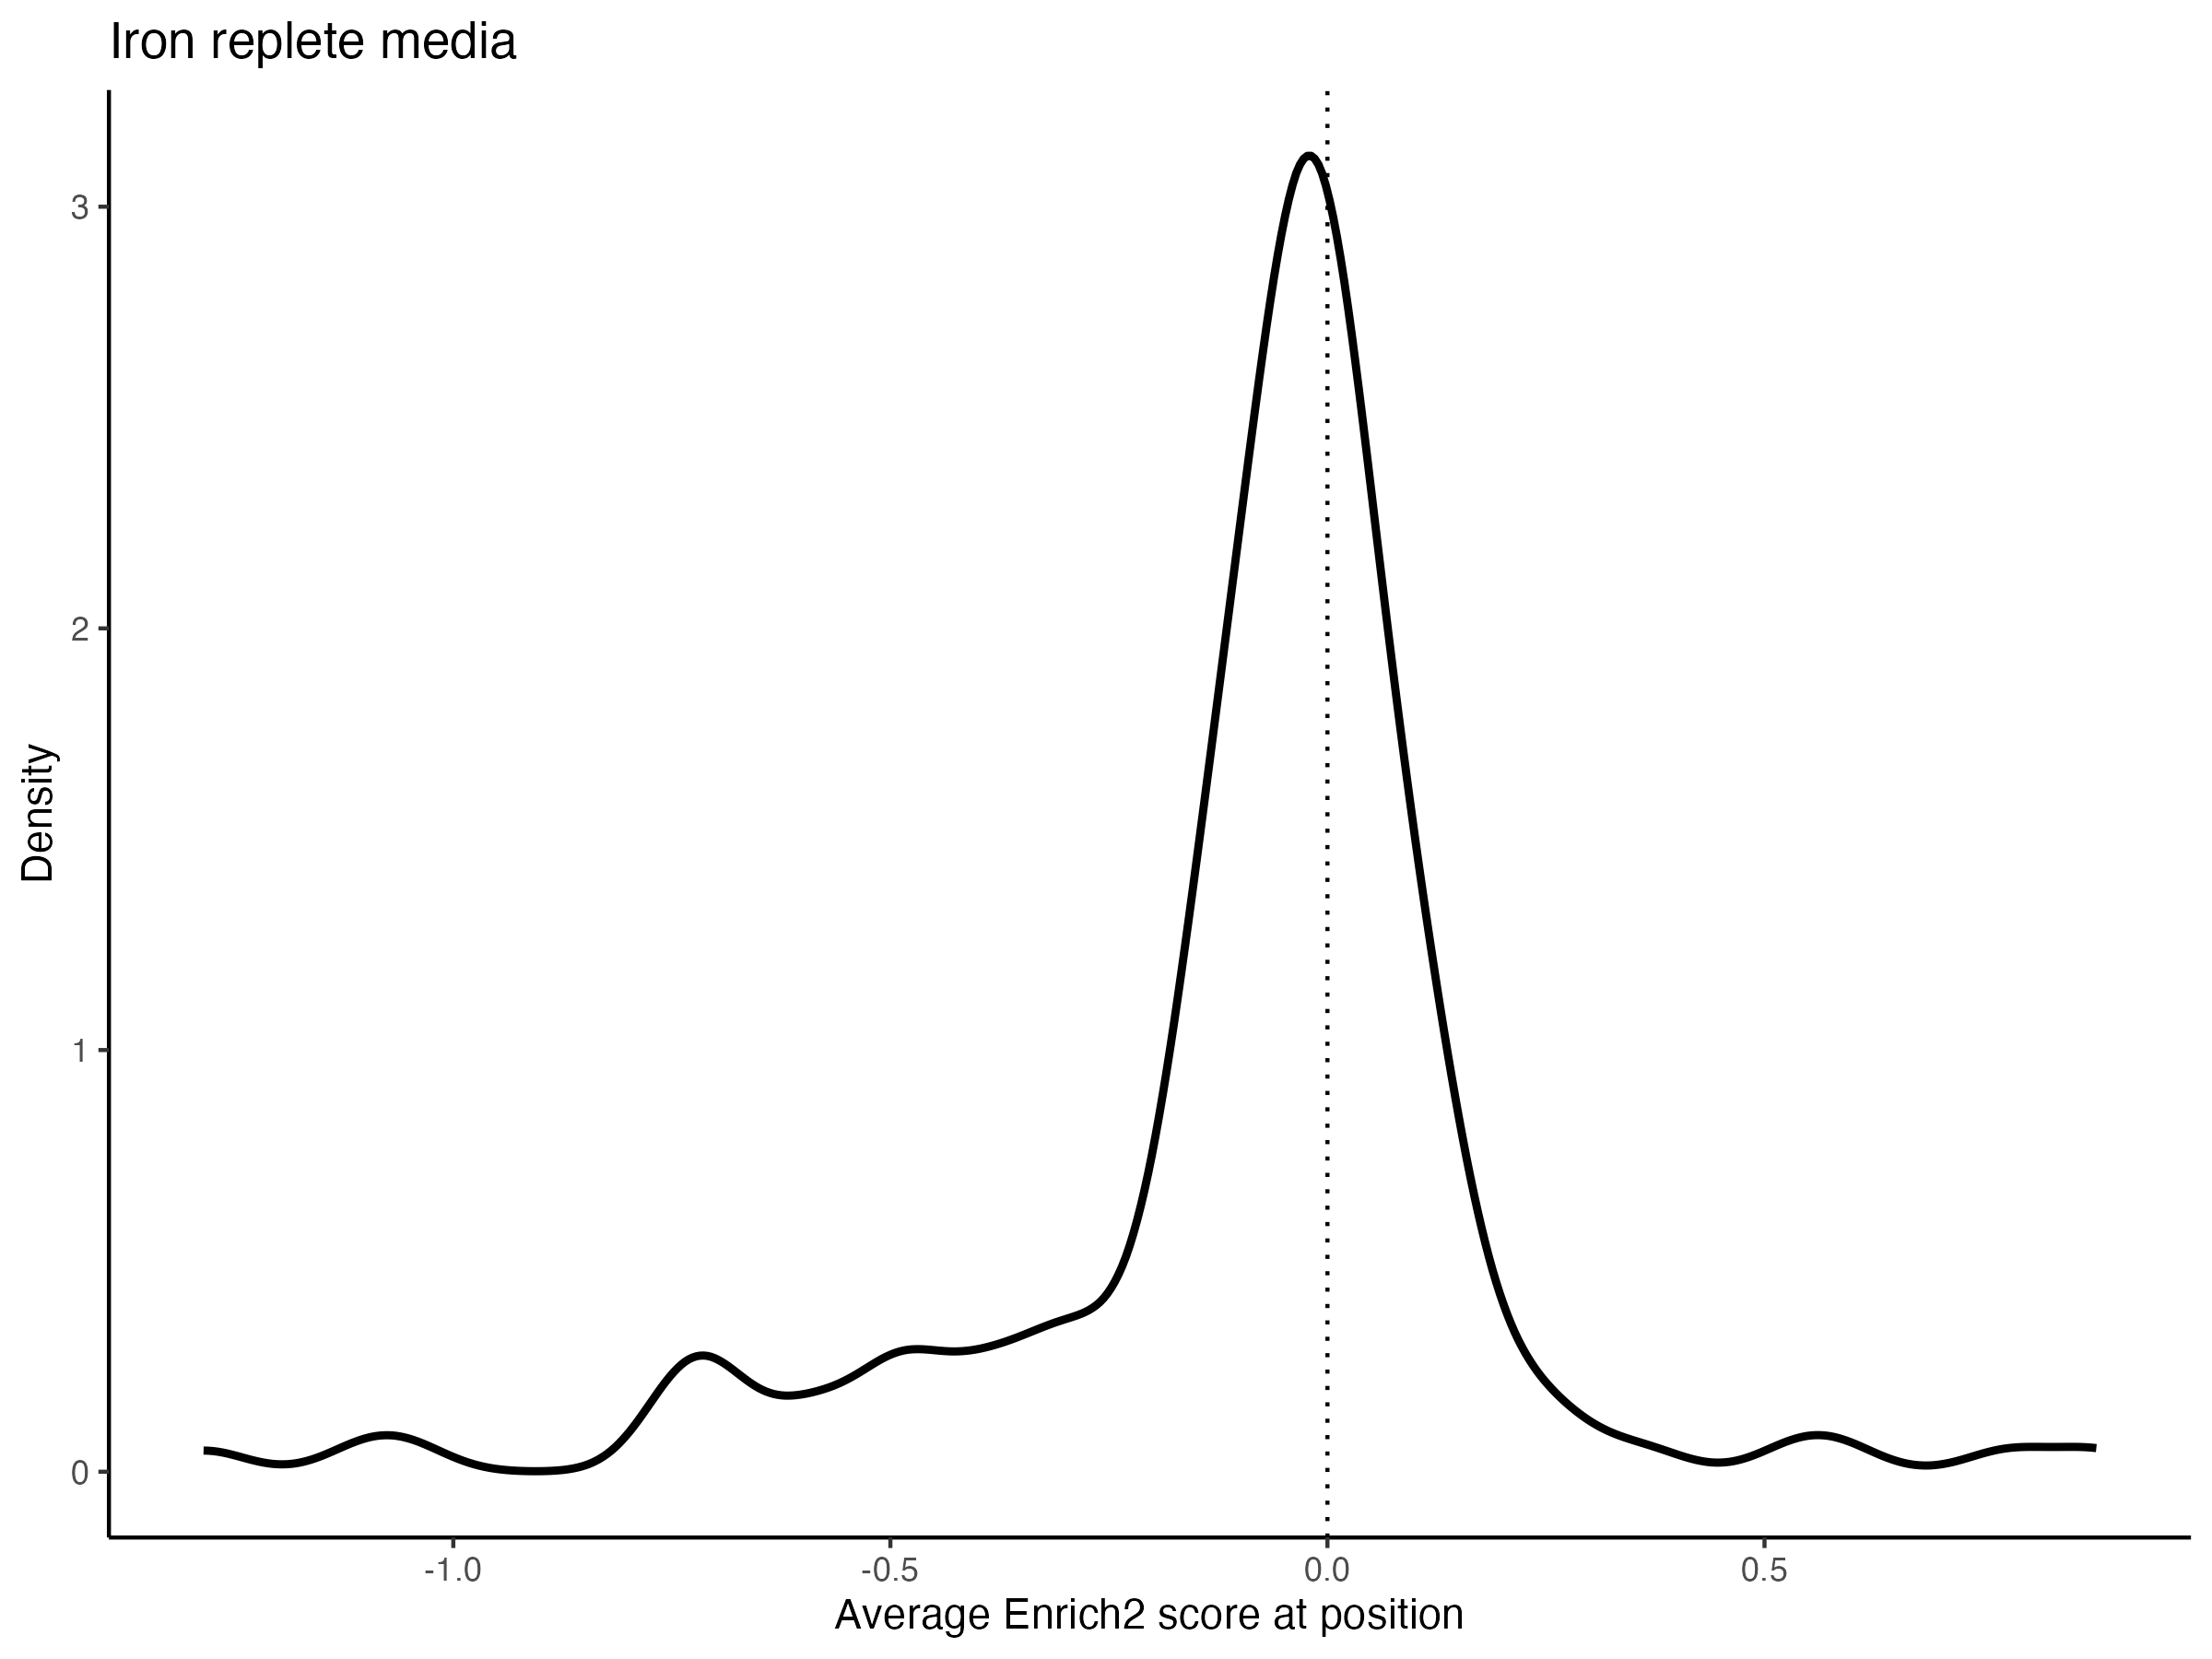 Iron replete media
3
2
1
0
Density
-1.0 -0.5 0.0 0.5
Average Enrich2 score at position